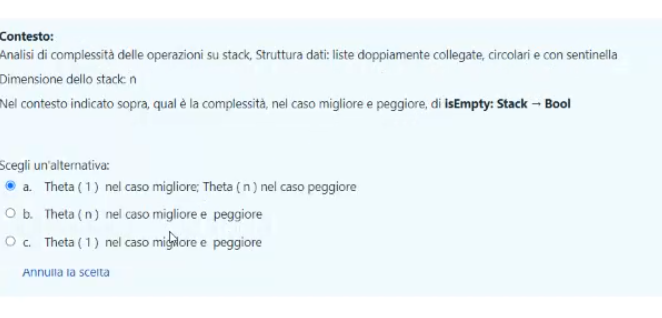 Contesto:
Analisi di complessità delle operazioni su stack, Struttura dati: liste doppiamente collegate, circolari e con sentinella
Dimensione dello stack: n
Nel contesto indicato sopra, qual è la complessità, nel caso migliore e peggiore, di isEmpty: Stack → Bool
Scegli un'alternativa:
a. Theta ( 1 ) nel caso migliore; Theta ( n ) nel caso peggiore
b. Theta ( n ) nel caso migliore e peggiore
c. Theta ( 1 ) nel caso migliore e peggiore
Annulla la scelta